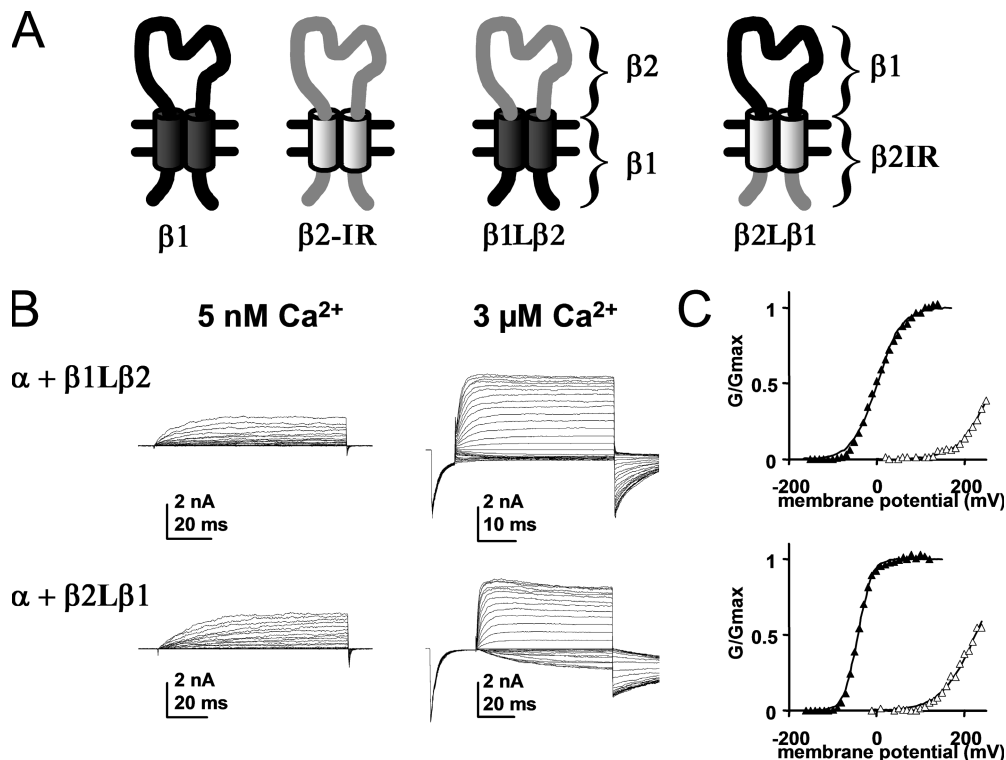 A
β2
β1
β1
β2IR
β1
β2-IR
β1Lβ2
β2Lβ1
B
5 nM Ca2+
3 µM Ca2+
α + β1Lβ2
2 nA
20 ms
2 nA
10 ms
α + β2Lβ1
2 nA
20 ms
2 nA
20 ms
C
1
0.5
0
G/Gmax
-200
0
200
membrane potential (mV)
1
0.5
0
G/Gmax
-200
0
200
membrane potential (mV)